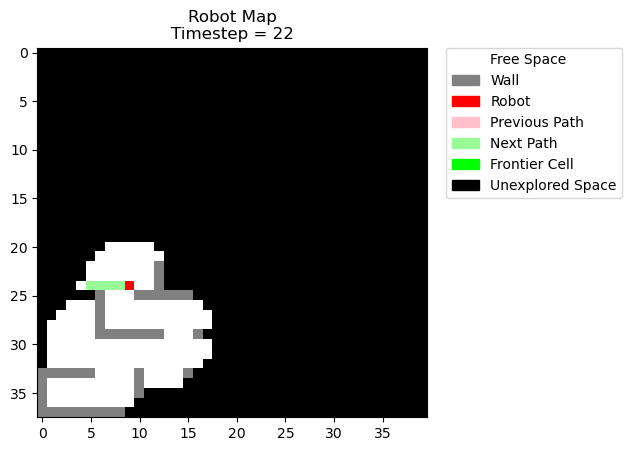 Robot Map
Timestep = 22
0
5
10
15
20
25
30
35
0
5
10
15
20
25
30
35
Free Space
Wall
Robot
Previous Path
Next Path
Frontier Cell
Unexplored Space